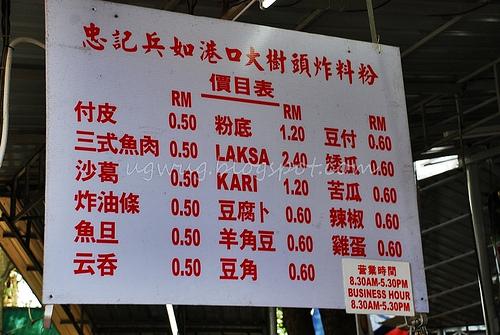 忠記兵如港口大樹頭炸料粉
價目表
RM RM RM
付皮 0.50 粉底 1.20 豆付 0.60
三式魚肉 0.50 LAKSA 2.40 矮瓜 0.60
沙葛 0.50 KARI 1.20 苦瓜 0.60
炸油條 0.50 豆腐卜 0.60 辣椒 0.60
魚旦 0.50 羊角豆 0.60 雞蛋 0.60
云吞 0.50 豆角 0.60
营業時間
8.30AM-5.30PM
BUSINESS HOUR
8.30AM-5.30PM